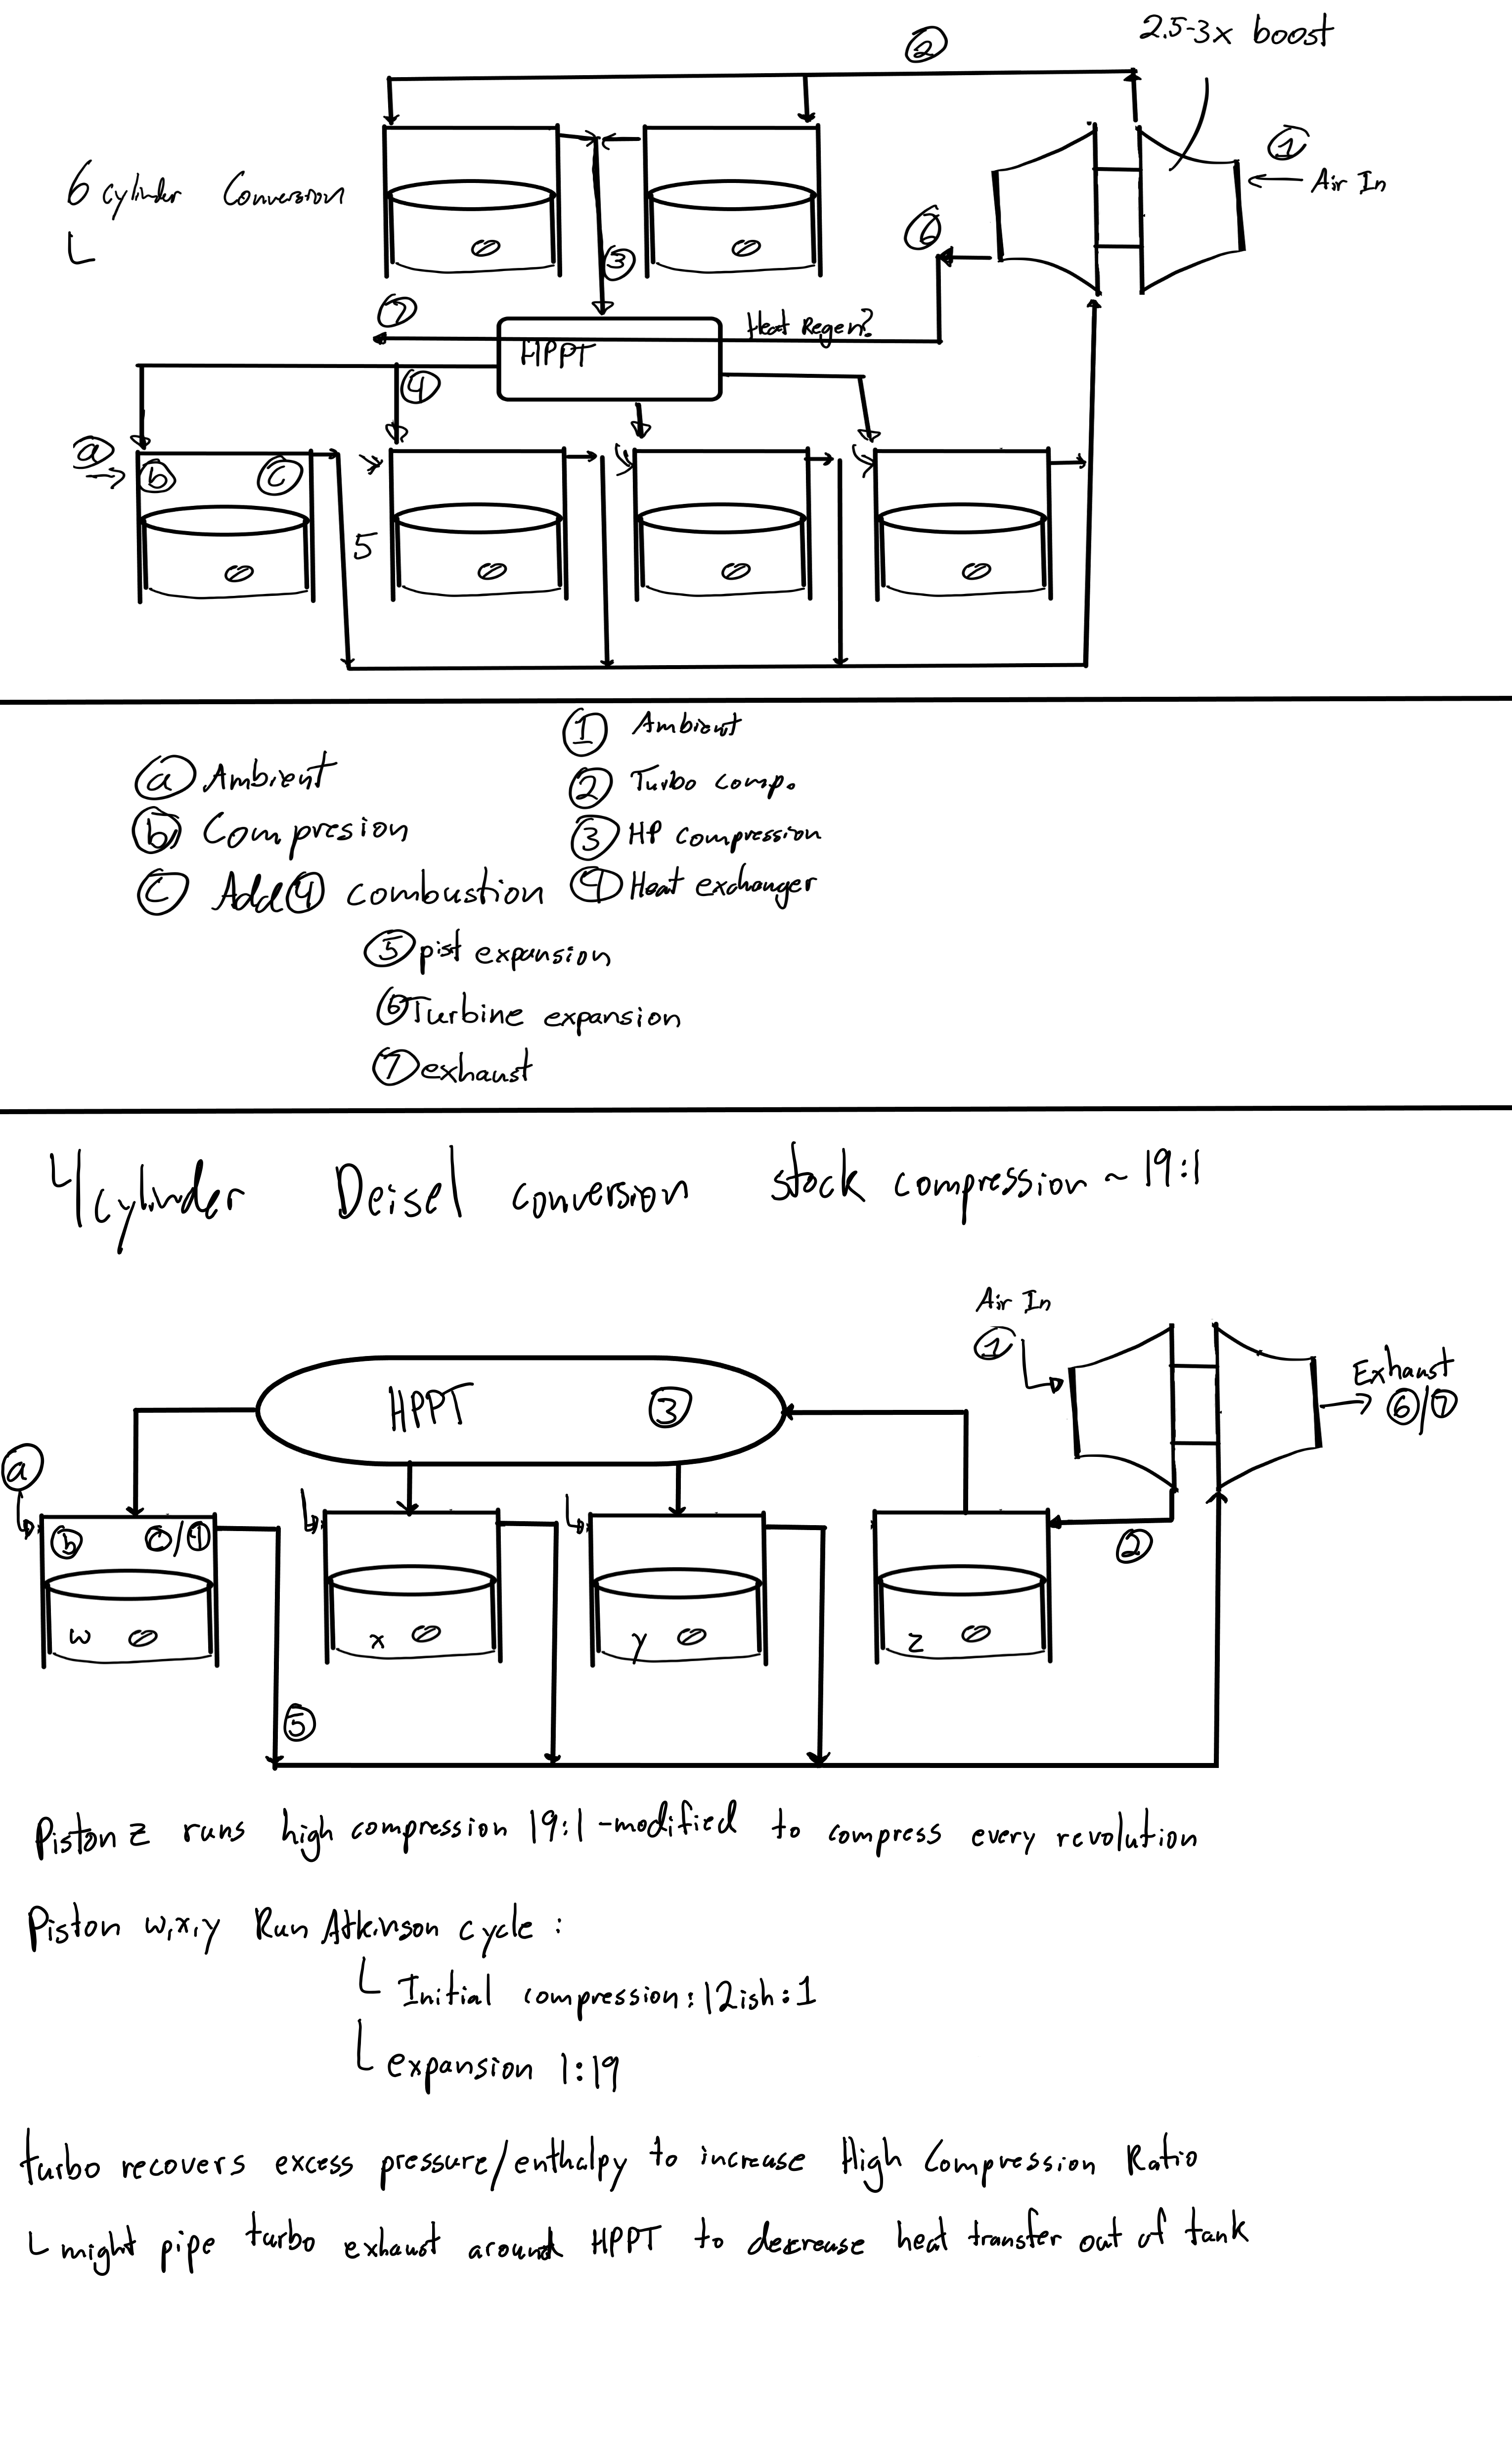 2.5-3x boost
②
① Air In
6 cylinder Conversion
⑥
③
⑦
Heat Regen?
HPPT
④
ⓐ
ⓑ ⓒ
5
① Ambient
ⓐ Ambient
② Turbo comp.
ⓑ Compresion
③ HP compression
ⓒ Add ④ combustion
④ Heat exchanger
⑤ pist expansion
⑥ Turbine expansion
⑦ exhaust
4 cylinder Deisel conversion stock compression ~ 19:1
Air In
①
Exhaust
⑥/⑦
HPPT ③
ⓐ
ⓑ ⓒ/④
②
w x y z
⑤
Piston z runs high compression 19:1 -modified to compress every revolution
Piston w,x,y Run Atkinson cycle:
Initial compression: 12ish:1
expansion 1:19
turbo recovers excess pressure/enthalpy to increase High Compression Ratio
might pipe turbo exhaust around HPPT to decrease heat transfer out of tank